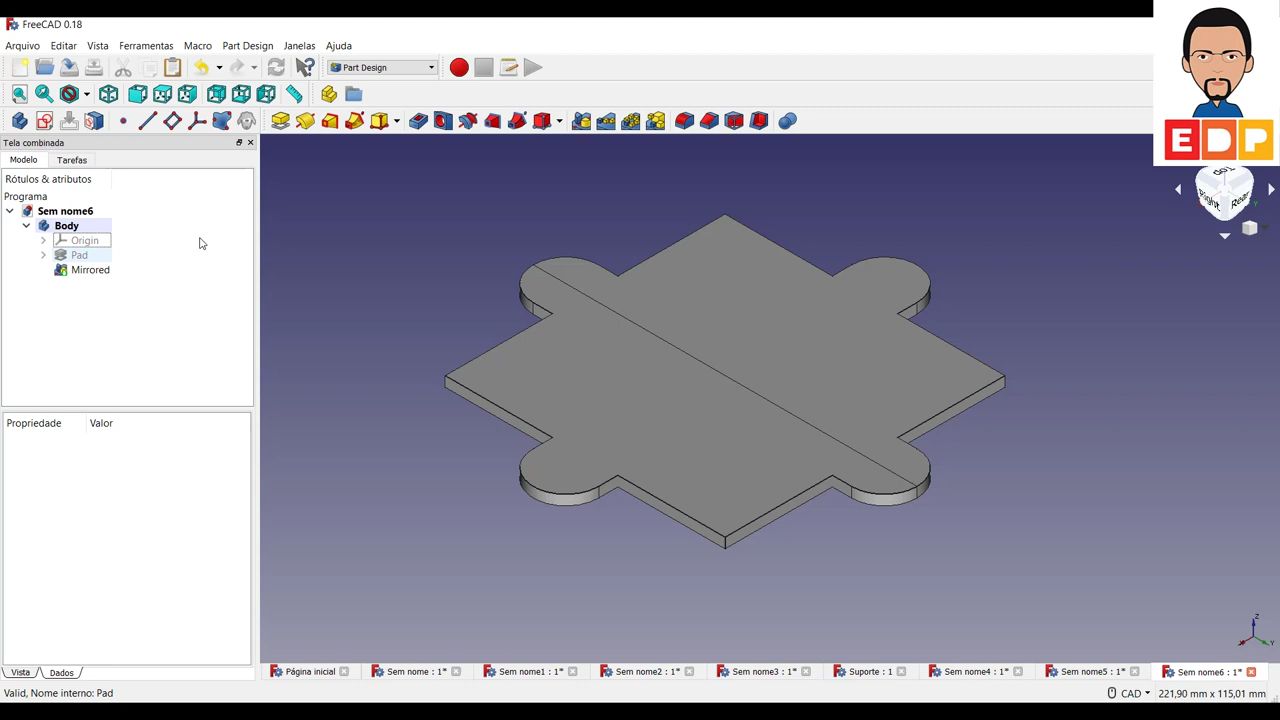 FreeCAD 0.18
Arquivo Editar Vista Ferramentas Macro Part Design Janelas Ajuda
Part Design
EDP
Tela combinada
Modelo Tarefas
Rótulos & atributos
Programa
Sem nome6
Body
Origin
Pad
Mirrored
Top
Right Rear
Propriedade Valor
Z
X Y
Vista Dados
Página inicial Sem nome : 1* Sem nome1 : 1* Sem nome2 : 1* Sem nome3 : 1* Suporte : 1 Sem nome4 : 1* Sem nome5 : 1* Sem nome6 : 1*
Valid, Nome interno: Pad
CAD 221,90 mm x 115,01 mm